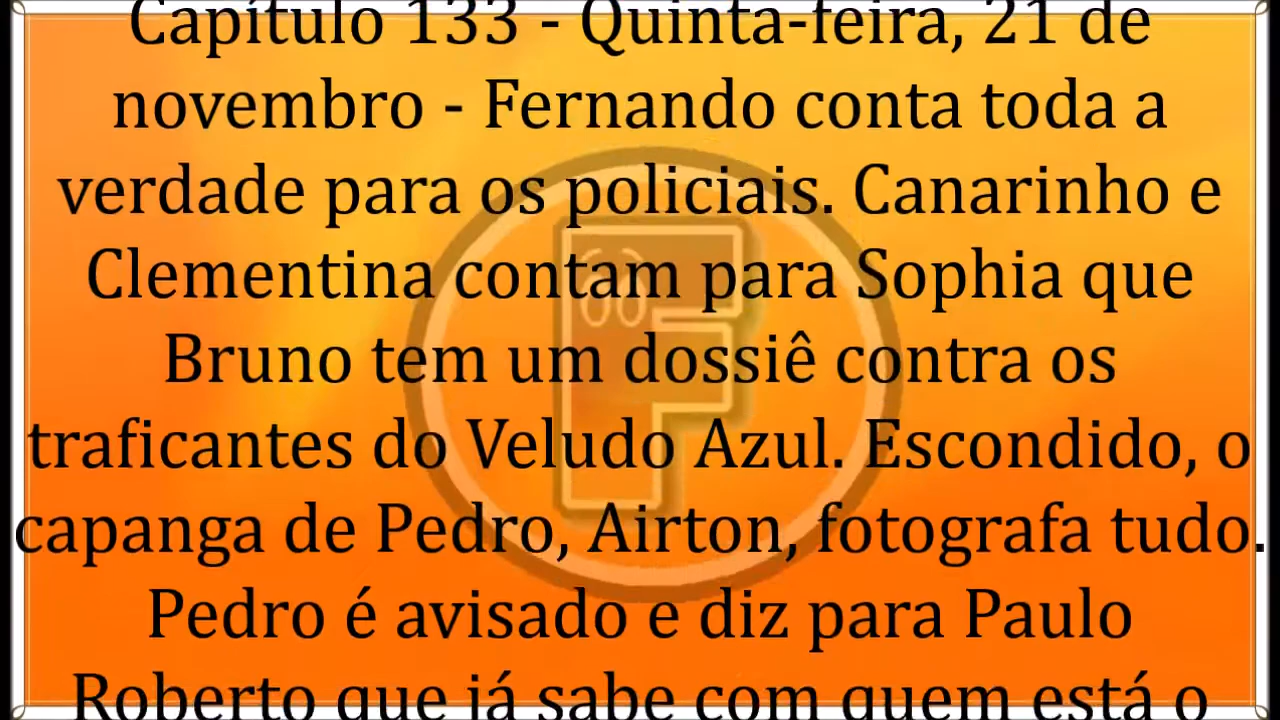 Capítulo 133 - Quinta-feira, 21 de
novembro - Fernando conta toda a
verdade para os policiais. Canarinho e
Clementina contam para Sophia que
Bruno tem um dossiê contra os
traficantes do Veludo Azul. Escondido, o
capanga de Pedro, Airton, fotografa tudo.
Pedro é avisado e diz para Paulo
Roberto que já sabe com quem está o